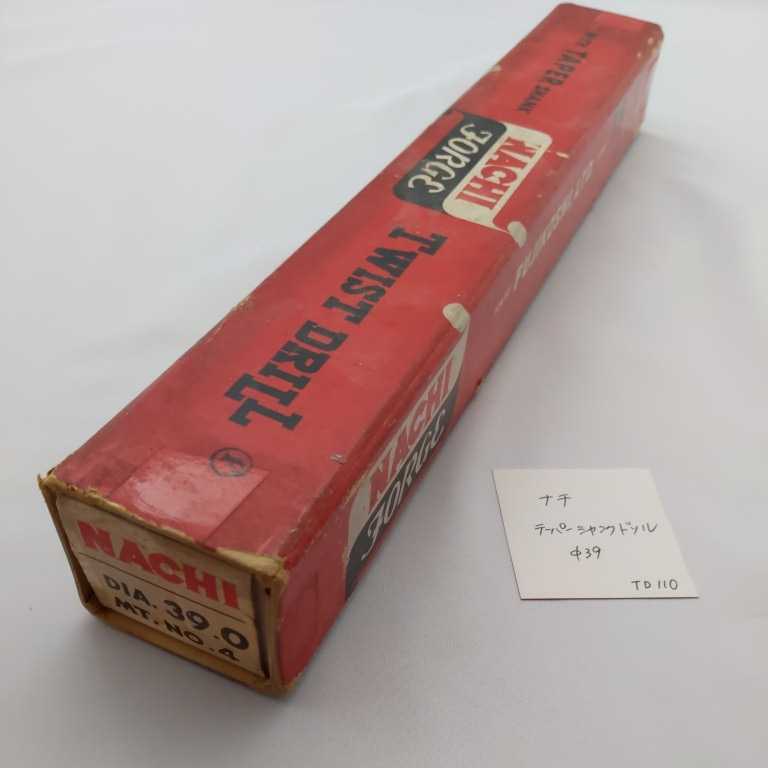 WITH TAPER SHANK
NACHI
FORGE
TWIST DRILL
NACHI
FORGE
NACHI
DIA. 39.0
MT. NO. 4
ナチ
テーパーシャンクドリル
φ39
TD110